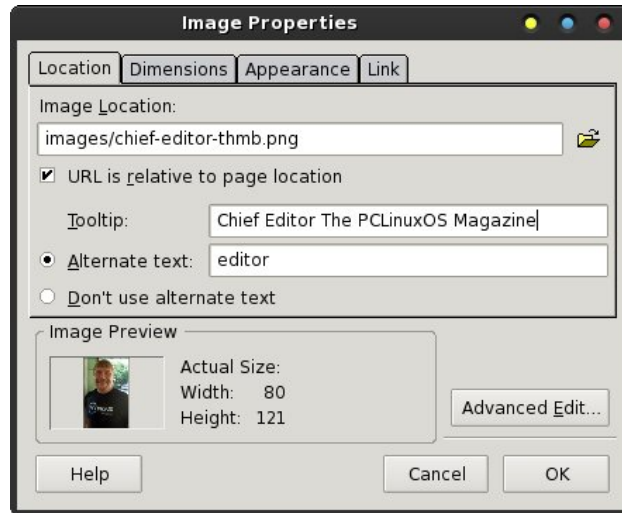 Image Properties
Location Dimensions Appearance Link
Image Location:
images/chief-editor-thmb.png
URL is relative to page location
Tooltip: Chief Editor The PCLinuxOS Magazine
Alternate text: editor
Don't use alternate text
Image Preview
Actual Size:
Width: 80
Height: 121
Advanced Edit...
Help Cancel OK